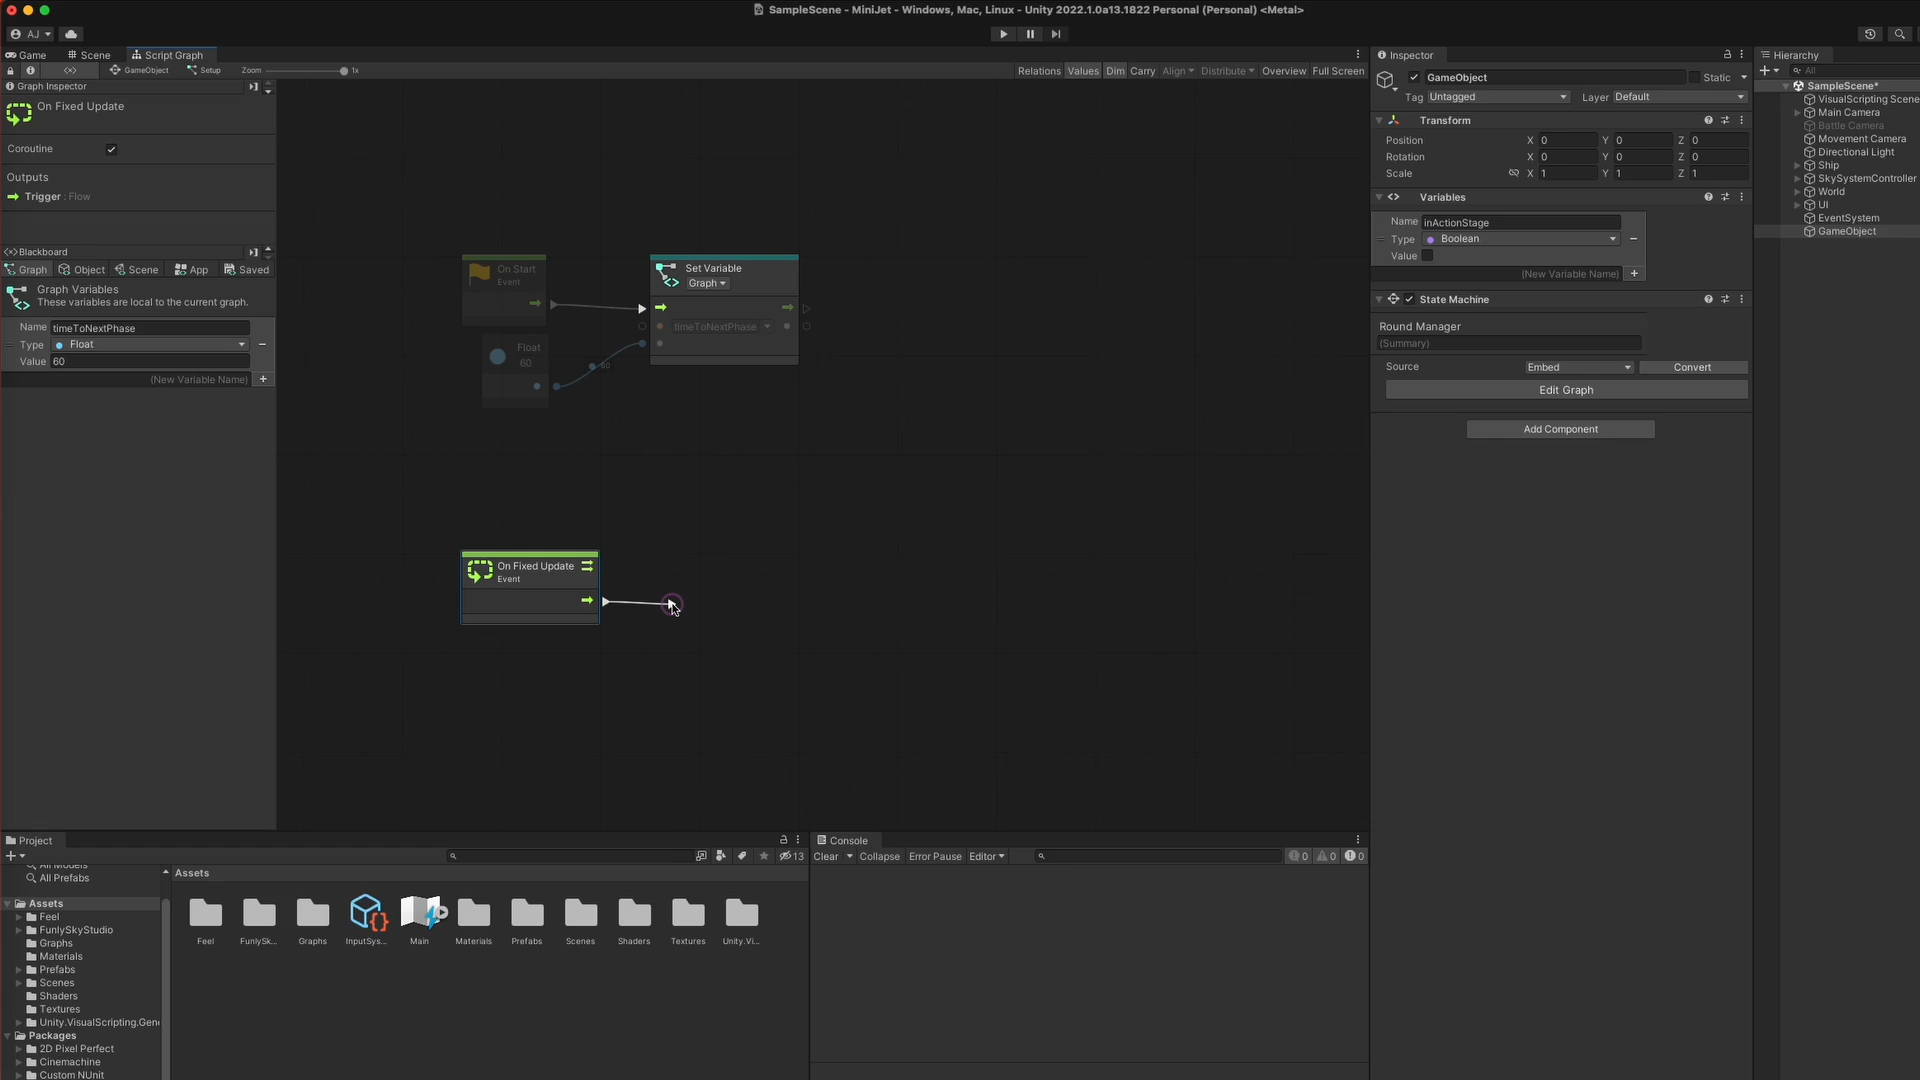 SampleScene - MiniJet - Windows, Mac, Linux - Unity 2022.1.0a13.1822 Personal (Personal) <Metal>
AJ
Game
Scene
Script Graph
GameObject
Setup
Zoom
1x
Relations
Values
Dim
Carry
Align
Distribute
Overview
Full Screen
Graph Inspector
On Fixed Update
Coroutine
Outputs
Trigger : Flow
Blackboard
Graph
Object
Scene
App
Saved
Graph Variables
These variables are local to the current graph.
Name timeToNextPhase
Type Float
Value 60
(New Variable Name)
On Start
Event
Float
60
60
Set Variable
Graph
timeToNextPhase
On Fixed Update
Event
Inspector
GameObject
Static
Tag Untagged
Layer Default
Transform
Position X 0 Y 0 Z 0
Rotation X 0 Y 0 Z 0
Scale X 1 Y 1 Z 1
Variables
Name inActionStage
Type Boolean
Value
(New Variable Name)
State Machine
Round Manager
(Summary)
Source Embed Convert
Edit Graph
Add Component
Hierarchy
All
SampleScene*
VisualScripting Scene
Main Camera
Battle Camera
Movement Camera
Directional Light
Ship
SkySystemController
World
UI
EventSystem
GameObject
Project
13
All Models
All Prefabs
Assets
Feel
FunlySkyStudio
Graphs
Materials
Prefabs
Scenes
Shaders
Textures
Unity.VisualScripting.Gene
Packages
2D Pixel Perfect
Cinemachine
Custom NUnit
Assets
Feel
FunlySk...
Graphs
InputSys...
Main
Materials
Prefabs
Scenes
Shaders
Textures
Unity.Vi...
Console
Clear
Collapse
Error Pause
Editor
0
0
0